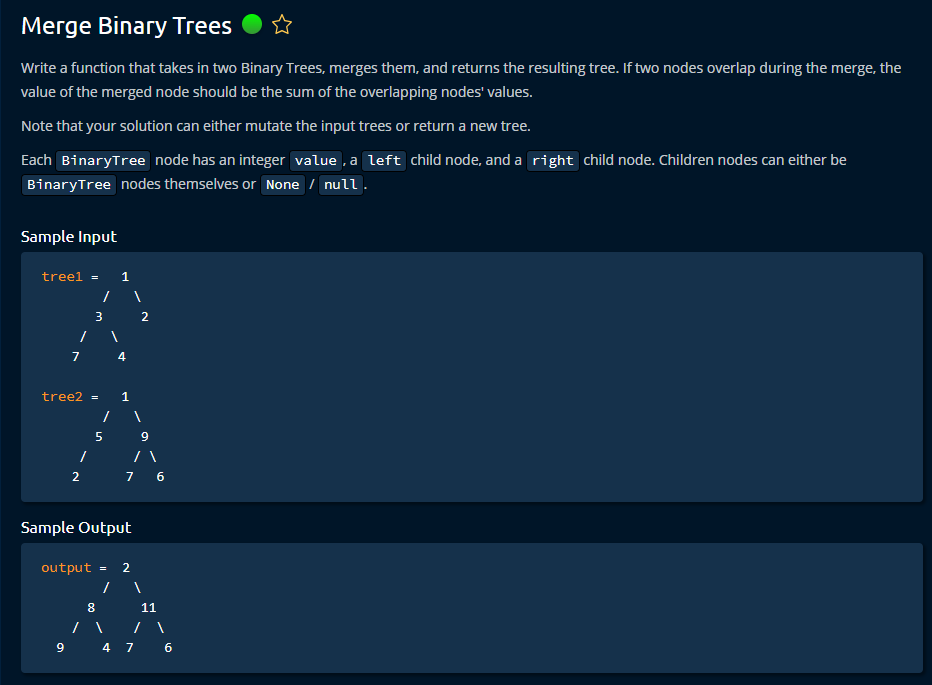 Merge Binary Trees
Write a function that takes in two Binary Trees, merges them, and returns the resulting tree. If two nodes overlap during the merge, the
value of the merged node should be the sum of the overlapping nodes' values.
Note that your solution can either mutate the input trees or return a new tree.
Each BinaryTree node has an integer value, a left child node, and a right child node. Children nodes can either be
BinaryTree nodes themselves or None / null.
Sample Input
tree1 =   1
        /   \
       3     2
     /   \
    7     4
tree2 =   1
        /   \
       5     9
     /      / \
    2      7   6
Sample Output
output =  2
        /   \
      8      11
    /  \    /  \
  9     4  7    6